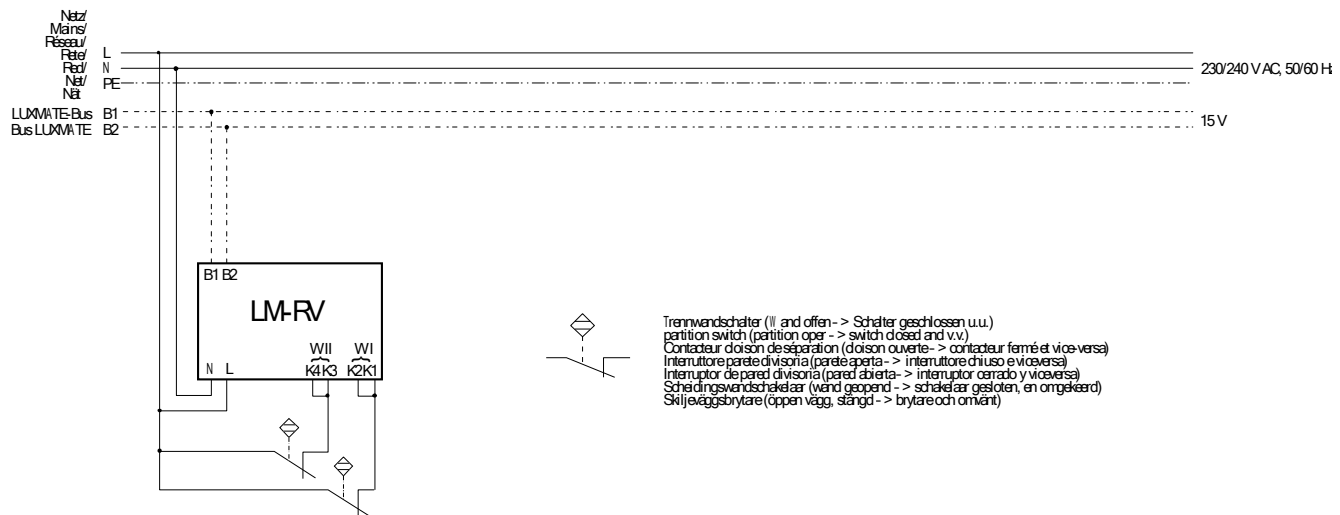 Netz/
Mains/
Réseau/
Rete/ L
Red/ N
Net/ PE
Nät
230/240 V AC, 50/60 Hz
LUXMATE-Bus B1
Bus LUXMATE B2
15 V
B1 B2
LM-RV
WII WI
N L K4 K3 K2 K1
Trennwandschalter (Wand offen -> Schalter geschlossen u.u.)
partition switch (partition open -> switch closed and v.v.)
Contacteur cloison de séparation (cloison ouverte -> contacteur fermé et vice-versa)
Interruttore parete divisoria (parete aperta -> interruttore chiuso e viceversa)
Interruptor de pared divisoria (pared abierta -> interruptor cerrado y viceversa)
Scheidingswandschakelaar (wand geopend -> schakelaar gesloten, en omgekeerd)
Skiljeväggsbrytare (öppen vägg, stängd -> brytare och omvänt)